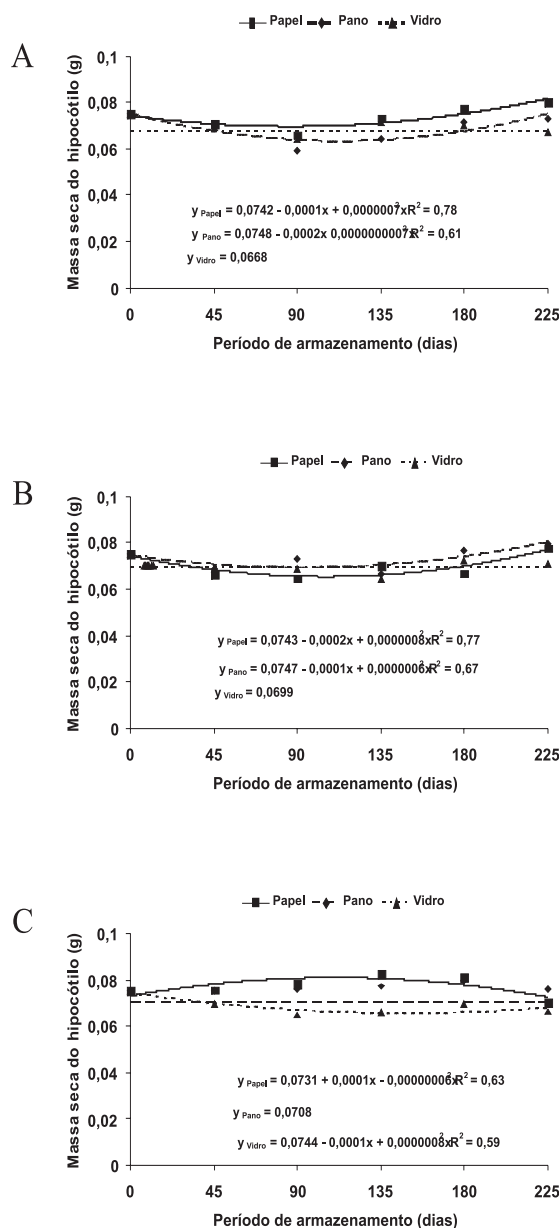 Papel Pano Vidro
A
Massa seca do hipocótilo (g)
0,1
0,08
0,06
0,04
0,02
0
y Papel = 0,0742 - 0,0001x + 0,0000007x² R² = 0,78
y Pano = 0,0748 - 0,0002x 0,0000000007x² R² = 0,61
y Vidro = 0,0668
0 45 90 135 180 225
Período de armazenamento (dias)
Papel Pano Vidro
B
Massa seca do hipocótilo (g)
0,1
0,08
0,06
0,04
0,02
0
y Papel = 0,0743 - 0,0002x + 0,0000008x² R² = 0,77
y Pano = 0,0747 - 0,0001x + 0,0000006x² R² = 0,67
y Vidro = 0,0699
0 45 90 135 180 225
Período de armazenamento (dias)
Papel Pano Vidro
C
Massa seca do hipocótilo (g)
0,1
0,08
0,06
0,04
0,02
0
y Papel = 0,0731 + 0,0001x - 0,00000006x² R² = 0,63
y Pano = 0,0708
y Vidro = 0,0744 - 0,0001x + 0,0000008x² R² = 0,59
0 45 90 135 180 225
Período de armazenamento (dias)